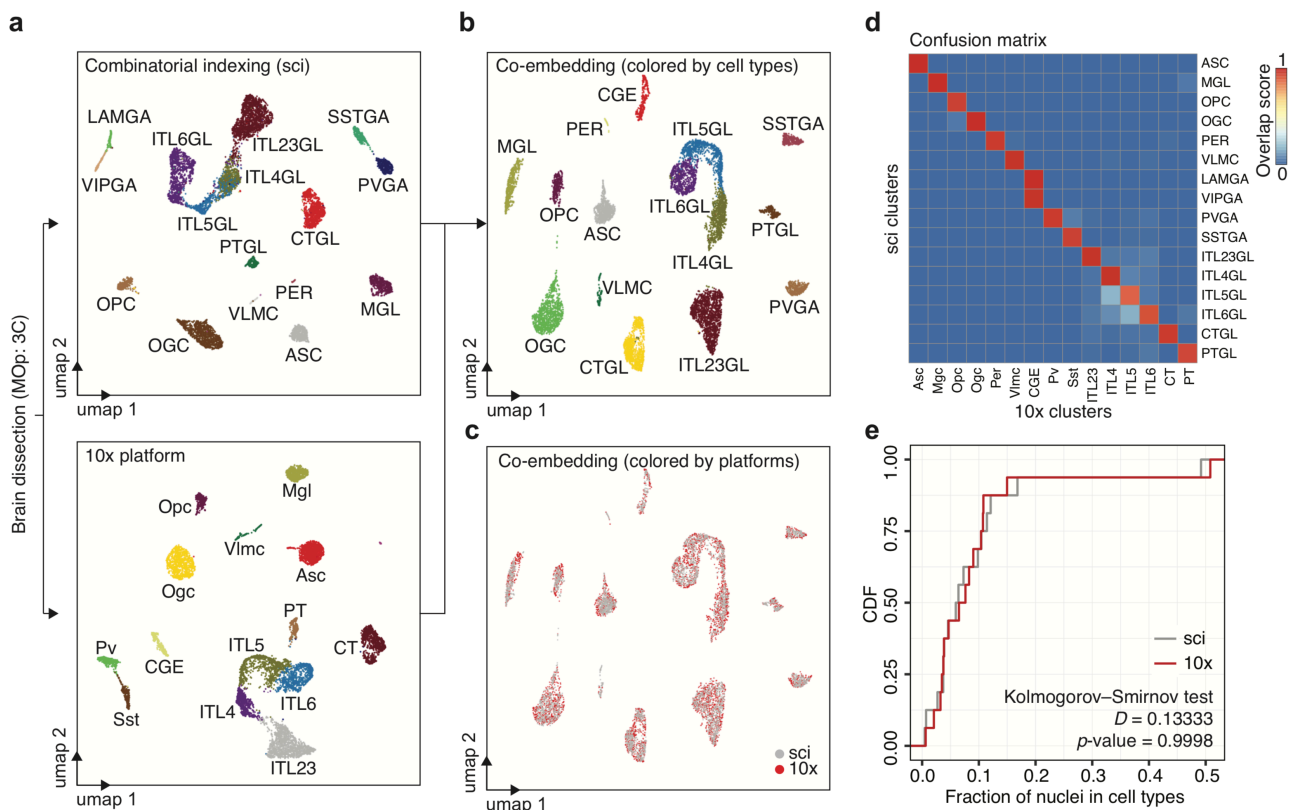 a
Brain dissection (MOp: 3C)
Combinatorial indexing (sci)
LAMGA
SSTGA
ITL6GL
ITL23GL
ITL4GL
VIPGA
PVGA
ITL5GL
CTGL
PTGL
OPC
PER
MGL
VLMC
OGC
ASC
umap 2
umap 1
10x platform
Mgl
Opc
Vlmc
Ogc
Asc
PT
Pv
ITL5
CT
CGE
ITL6
Sst
ITL4
ITL23
umap 2
umap 1
b
Co-embedding (colored by cell types)
CGE
PER
ITL5GL
SSTGA
MGL
OPC
ITL6GL
ASC
PTGL
ITL4GL
VLMC
PVGA
OGC
CTGL
ITL23GL
umap 2
umap 1
c
Co-embedding (colored by platforms)
sci
10x
umap 2
umap 1
d
Confusion matrix
ASC
MGL
OPC
OGC
PER
VLMC
LAMGA
VIPGA
PVGA
SSTGA
ITL23GL
ITL4GL
ITL5GL
ITL6GL
CTGL
PTGL
sci clusters
Asc
Mgc
Opc
Ogc
Per
Vlmc
CGE
Pv
Sst
ITL23
ITL4
ITL5
ITL6
CT
PT
10x clusters
1
Overlap score
0
e
1.00
0.75
0.50
0.25
0.00
CDF
sci
10x
Kolmogorov–Smirnov test
D = 0.13333
p-value = 0.9998
0.0 0.1 0.2 0.3 0.4 0.5
Fraction of nuclei in cell types